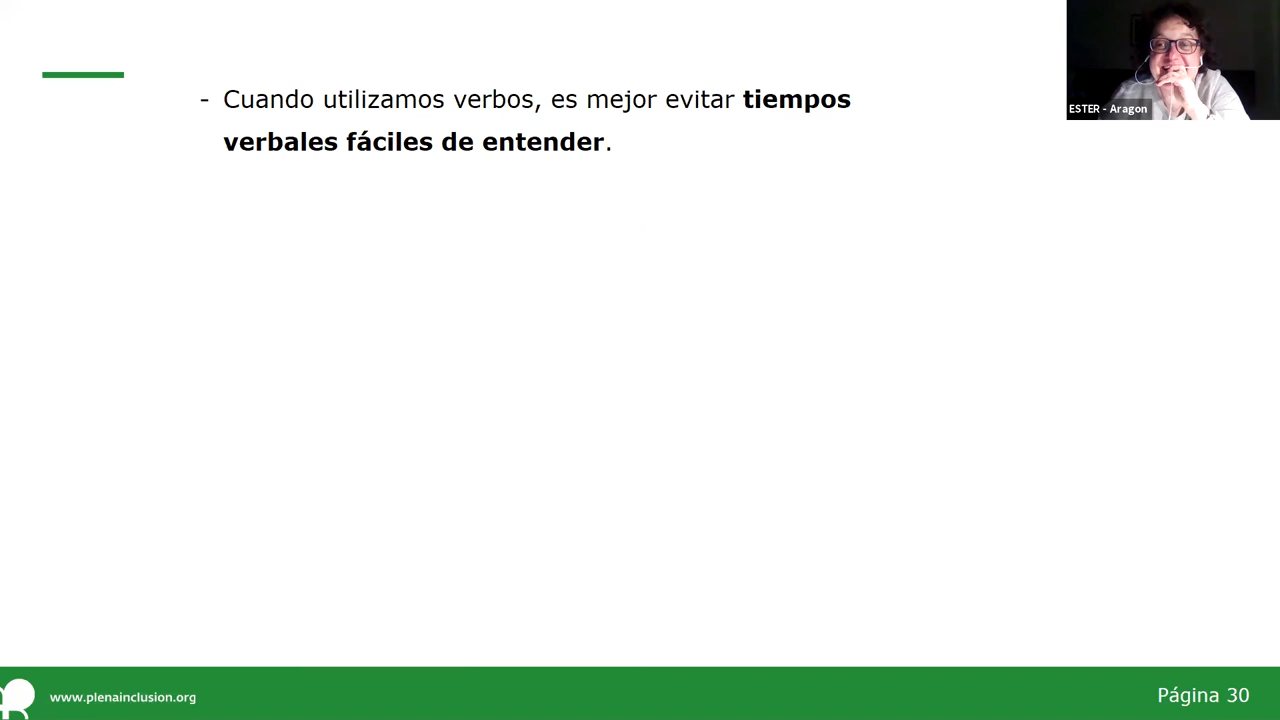 - Cuando utilizamos verbos, es mejor evitar tiempos
verbales fáciles de entender.
ESTER - Aragon
www.plenainclusion.org
Página 30